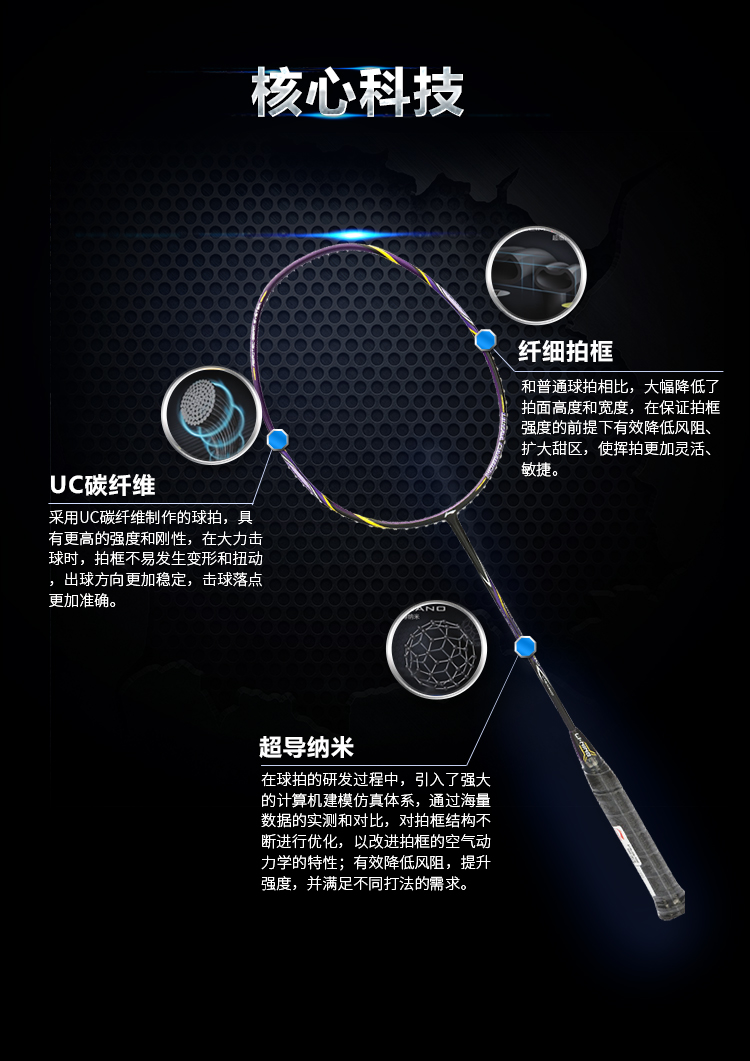 核心科技
纤细拍框
和普通球拍相比，大幅降低了
拍面高度和宽度，在保证拍框
强度的前提下有效降低风阻、
扩大甜区，使挥拍更加灵活、
敏捷。
UC碳纤维
采用UC碳纤维制作的球拍，具
有更高的强度和刚性，在大力击
球时，拍框不易发生变形和扭动
，出球方向更加稳定，击球落点
更加准确。
超导纳米
在球拍的研发过程中，引入了强大
的计算机建模仿真体系，通过海量
数据的实测和对比，对拍框结构不
断进行优化，以改进拍框的空气动
力学的特性；有效降低风阻，提升
强度，并满足不同打法的需求。